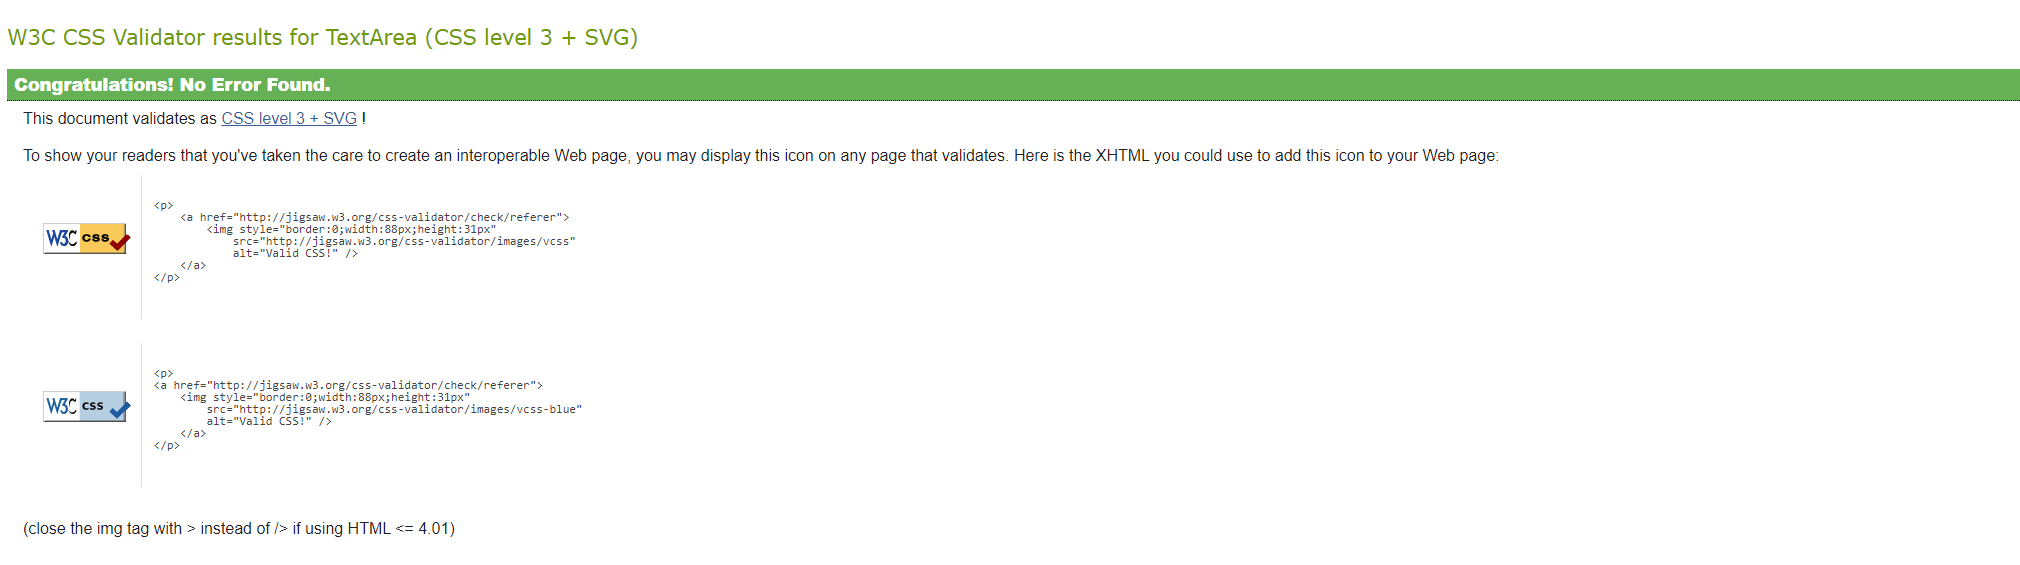 W3C CSS Validator results for TextArea (CSS level 3 + SVG)
Congratulations! No Error Found.
This document validates as CSS level 3 + SVG !
To show your readers that you've taken the care to create an interoperable Web page, you may display this icon on any page that validates. Here is the XHTML you could use to add this icon to your Web page:
W3C css
<p>
    <a href="http://jigsaw.w3.org/css-validator/check/referer">
        <img style="border:0;width:88px;height:31px"
            src="http://jigsaw.w3.org/css-validator/images/vcss"
            alt="Valid CSS!" />
    </a>
</p>
W3C css
<p>
<a href="http://jigsaw.w3.org/css-validator/check/referer">
    <img style="border:0;width:88px;height:31px"
        src="http://jigsaw.w3.org/css-validator/images/vcss-blue"
        alt="Valid CSS!" />
    </a>
</p>
(close the img tag with > instead of /> if using HTML <= 4.01)